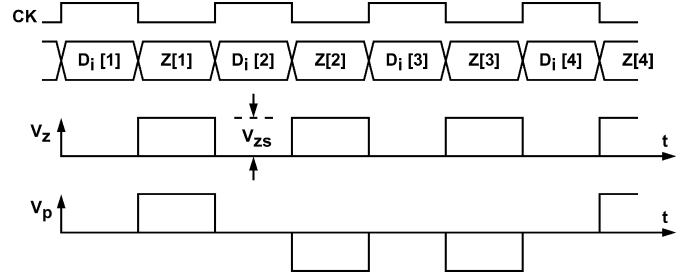 CK
Di [1] Z[1] Di [2] Z[2] Di [3] Z[3] Di [4] Z[4]
Vz Vzs t
Vp t